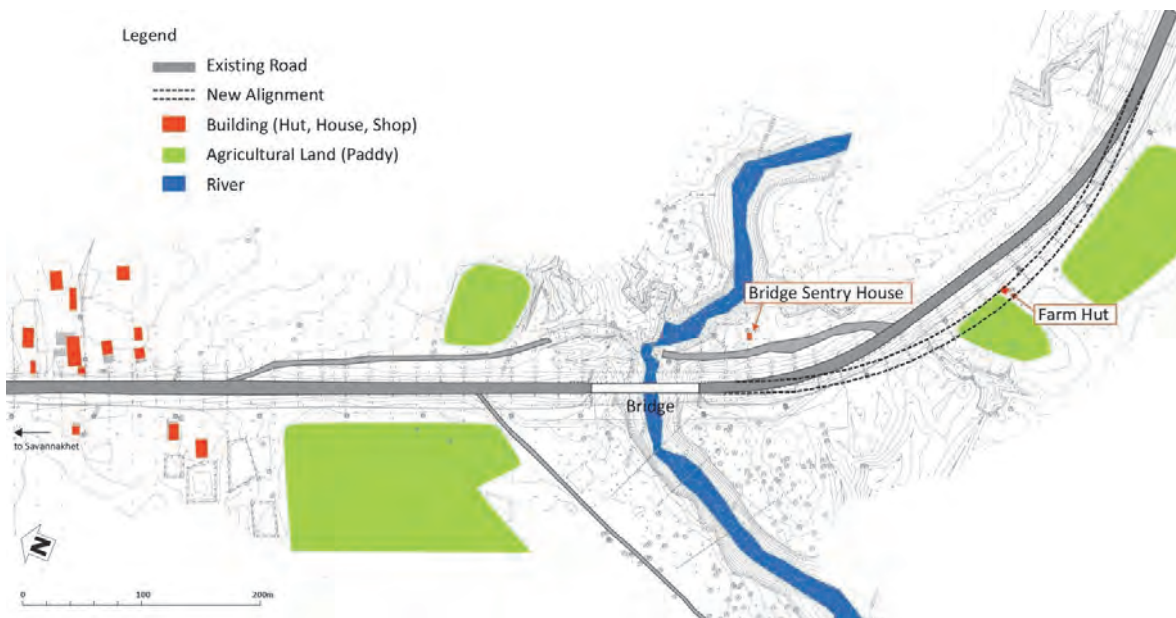 Legend
Existing Road
New Alignment
Building (Hut, House, Shop)
Agricultural Land (Paddy)
River
Bridge Sentry House
Farm Hut
Bridge
to Savannakhet
N
0 100 200m